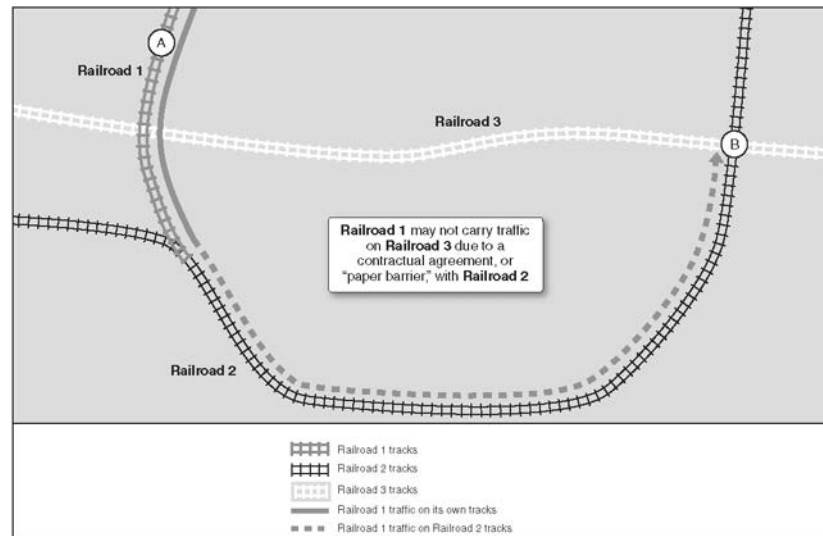 A
Railroad 1
Railroad 3
B
Railroad 1 may not carry traffic
on Railroad 3 due to a
contractual agreement, or
“paper barrier,” with Railroad 2
Railroad 2
Railroad 1 tracks
Railroad 2 tracks
Railroad 3 tracks
Railroad 1 traffic on its own tracks
Railroad 1 traffic on Railroad 2 tracks